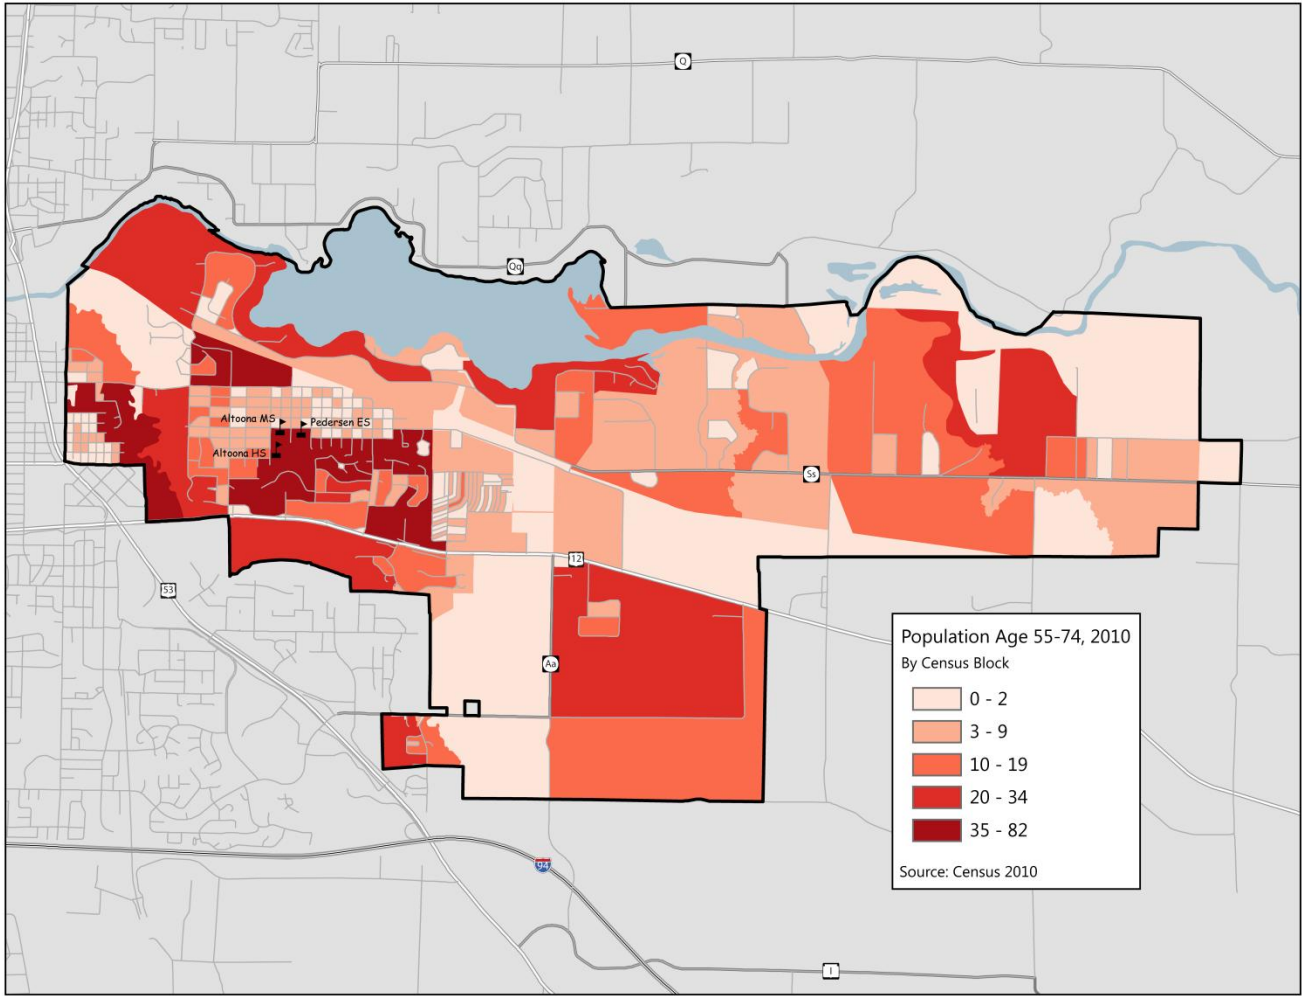 Q
Qq
Altoona MS
Pedersen ES
Altoona HS
Ss
12
53
Aa
Population Age 55-74, 2010
By Census Block
0 - 2
3 - 9
10 - 19
20 - 34
35 - 82
Source: Census 2010
94
I